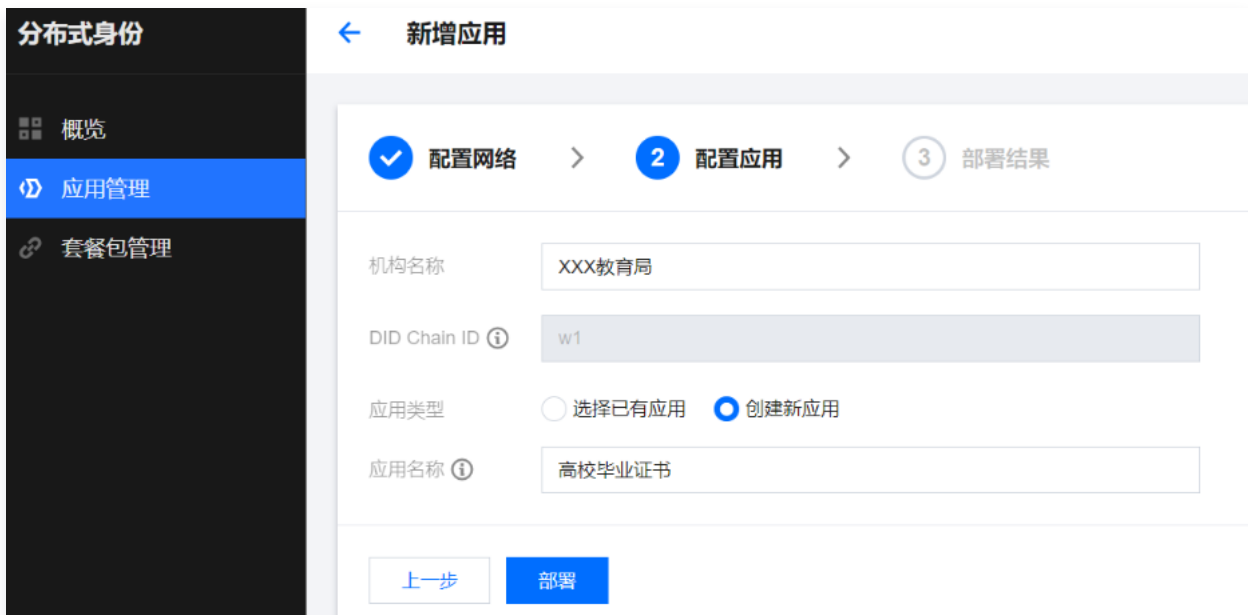 分布式身份
新增应用
概览
应用管理
套餐包管理
配置网络
2 配置应用
3 部署结果
机构名称 XXX教育局
DID Chain ID w1
应用类型 选择已有应用 创建新应用
应用名称 高校毕业证书
上一步 部署